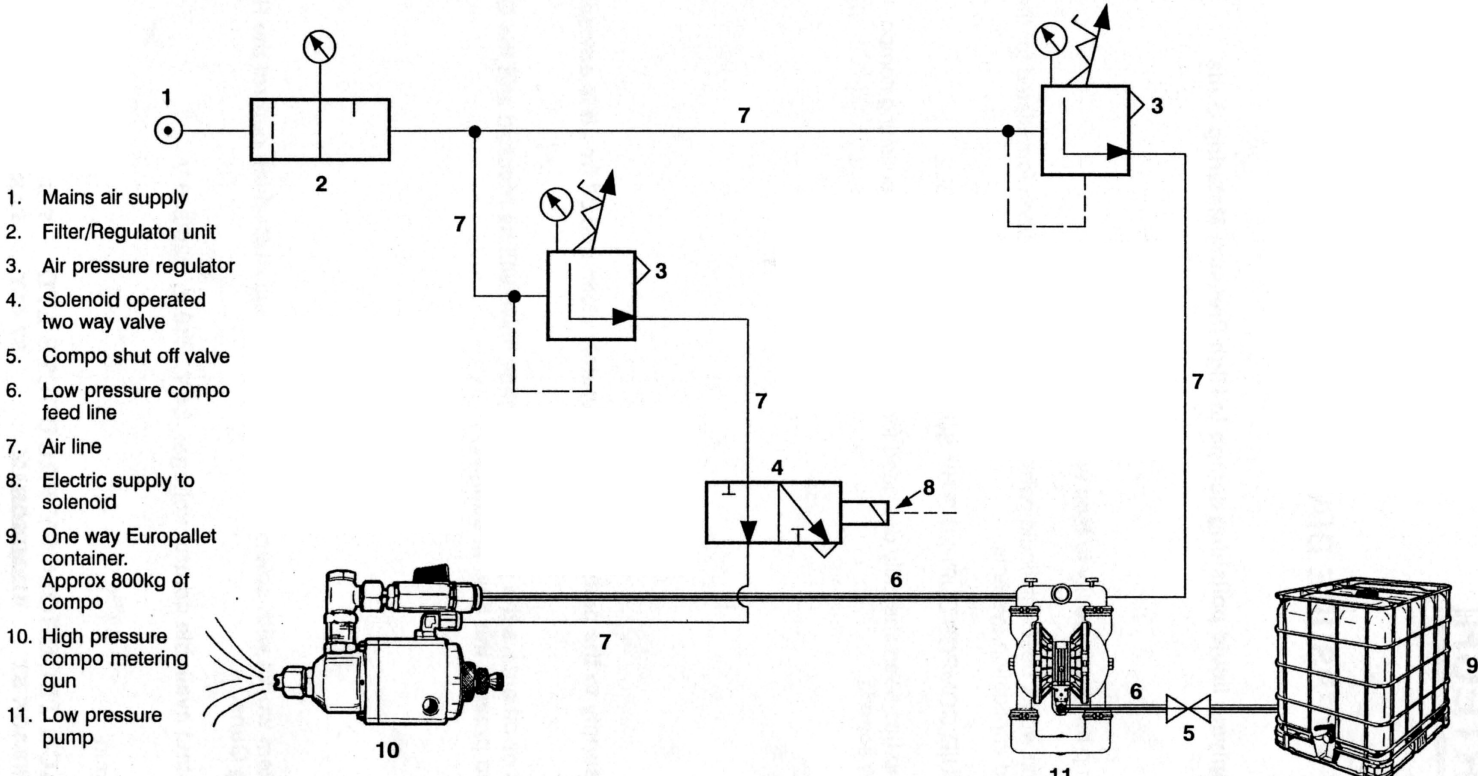 1
2
7
3
7
3
7
7
4
8
6
7
6
5
9
10
11
1. Mains air supply
2. Filter/Regulator unit
3. Air pressure regulator
4. Solenoid operated
two way valve
5. Compo shut off valve
6. Low pressure compo
feed line
7. Air line
8. Electric supply to
solenoid
9. One way Europallet
container.
Approx 800kg of
compo
10. High pressure
compo metering
gun
11. Low pressure
pump